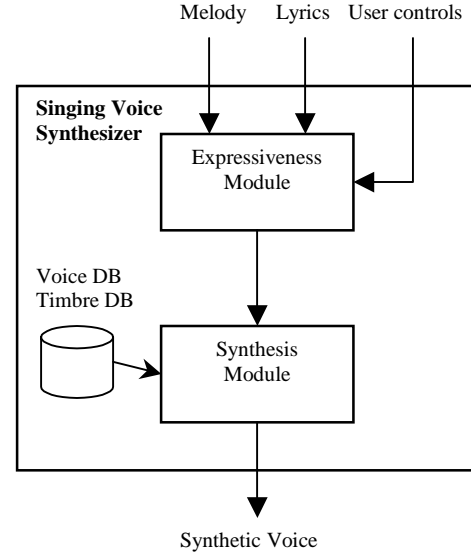 Melody Lyrics User controls
Singing Voice
Synthesizer
Expressiveness
Module
Voice DB
Timbre DB
Synthesis
Module
Synthetic Voice